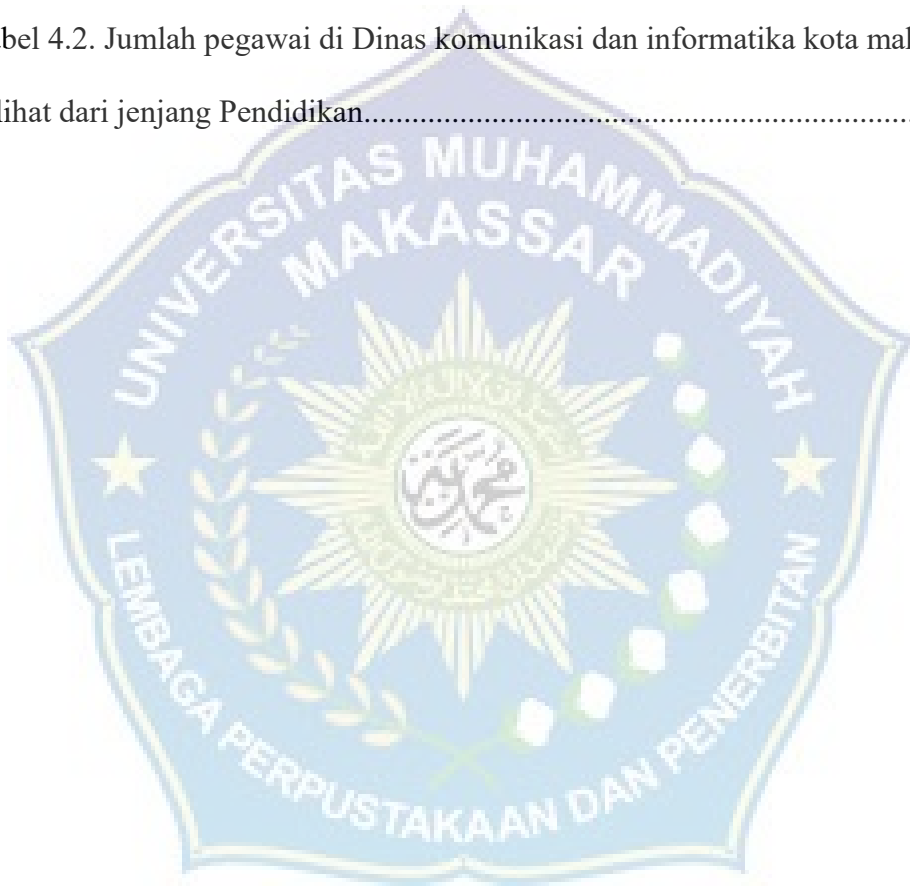 bel 4.2. Jumlah pegawai di Dinas komunikasi dan informatika kota mal
lihat dari jenjang Pendidikan....................................................................
UNIVERSITAS MUHAMMADIYAH
MAKASSAR
LEMBAGA PERPUSTAKAAN DAN PENERBITAN